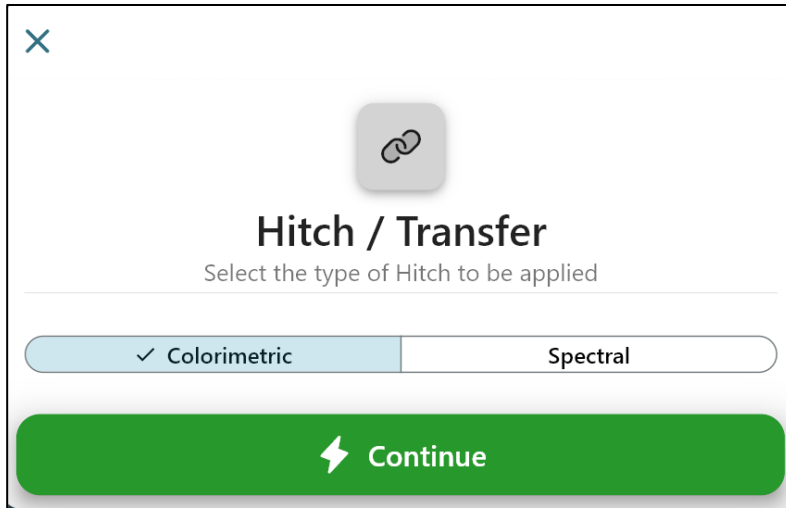 Hitch / Transfer
Select the type of Hitch to be applied
Colorimetric
Spectral
Continue